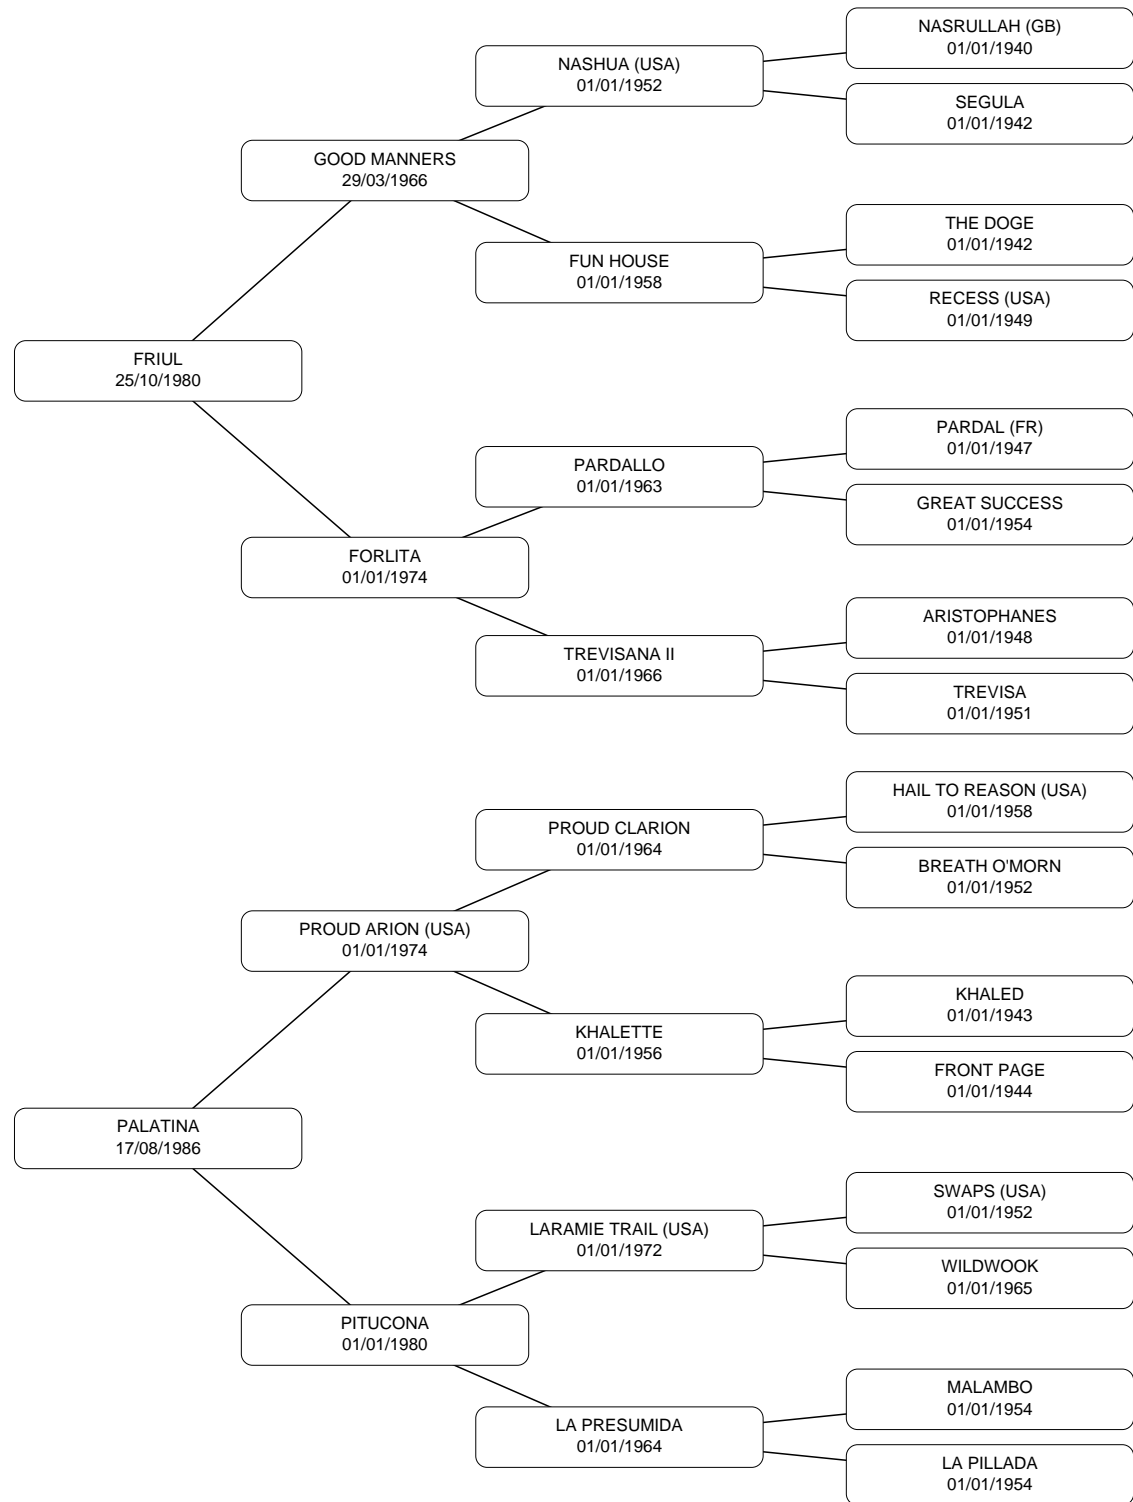 NASRULLAH (GB)
01/01/1940
NASHUA (USA)
01/01/1952
SEGULA
01/01/1942
GOOD MANNERS
29/03/1966
THE DOGE
01/01/1942
FUN HOUSE
01/01/1958
RECESS (USA)
01/01/1949
FRIUL
25/10/1980
PARDAL (FR)
01/01/1947
PARDALLO
01/01/1963
GREAT SUCCESS
01/01/1954
FORLITA
01/01/1974
ARISTOPHANES
01/01/1948
TREVISANA II
01/01/1966
TREVISA
01/01/1951
HAIL TO REASON (USA)
01/01/1958
PROUD CLARION
01/01/1964
BREATH O'MORN
01/01/1952
PROUD ARION (USA)
01/01/1974
KHALED
01/01/1943
KHALETTE
01/01/1956
FRONT PAGE
01/01/1944
PALATINA
17/08/1986
SWAPS (USA)
01/01/1952
LARAMIE TRAIL (USA)
01/01/1972
WILDWOOK
01/01/1965
PITUCONA
01/01/1980
MALAMBO
01/01/1954
LA PRESUMIDA
01/01/1964
LA PILLADA
01/01/1954